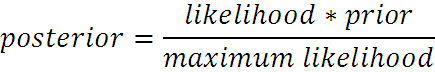 posterior = likelihood * prior / maximum likelihood